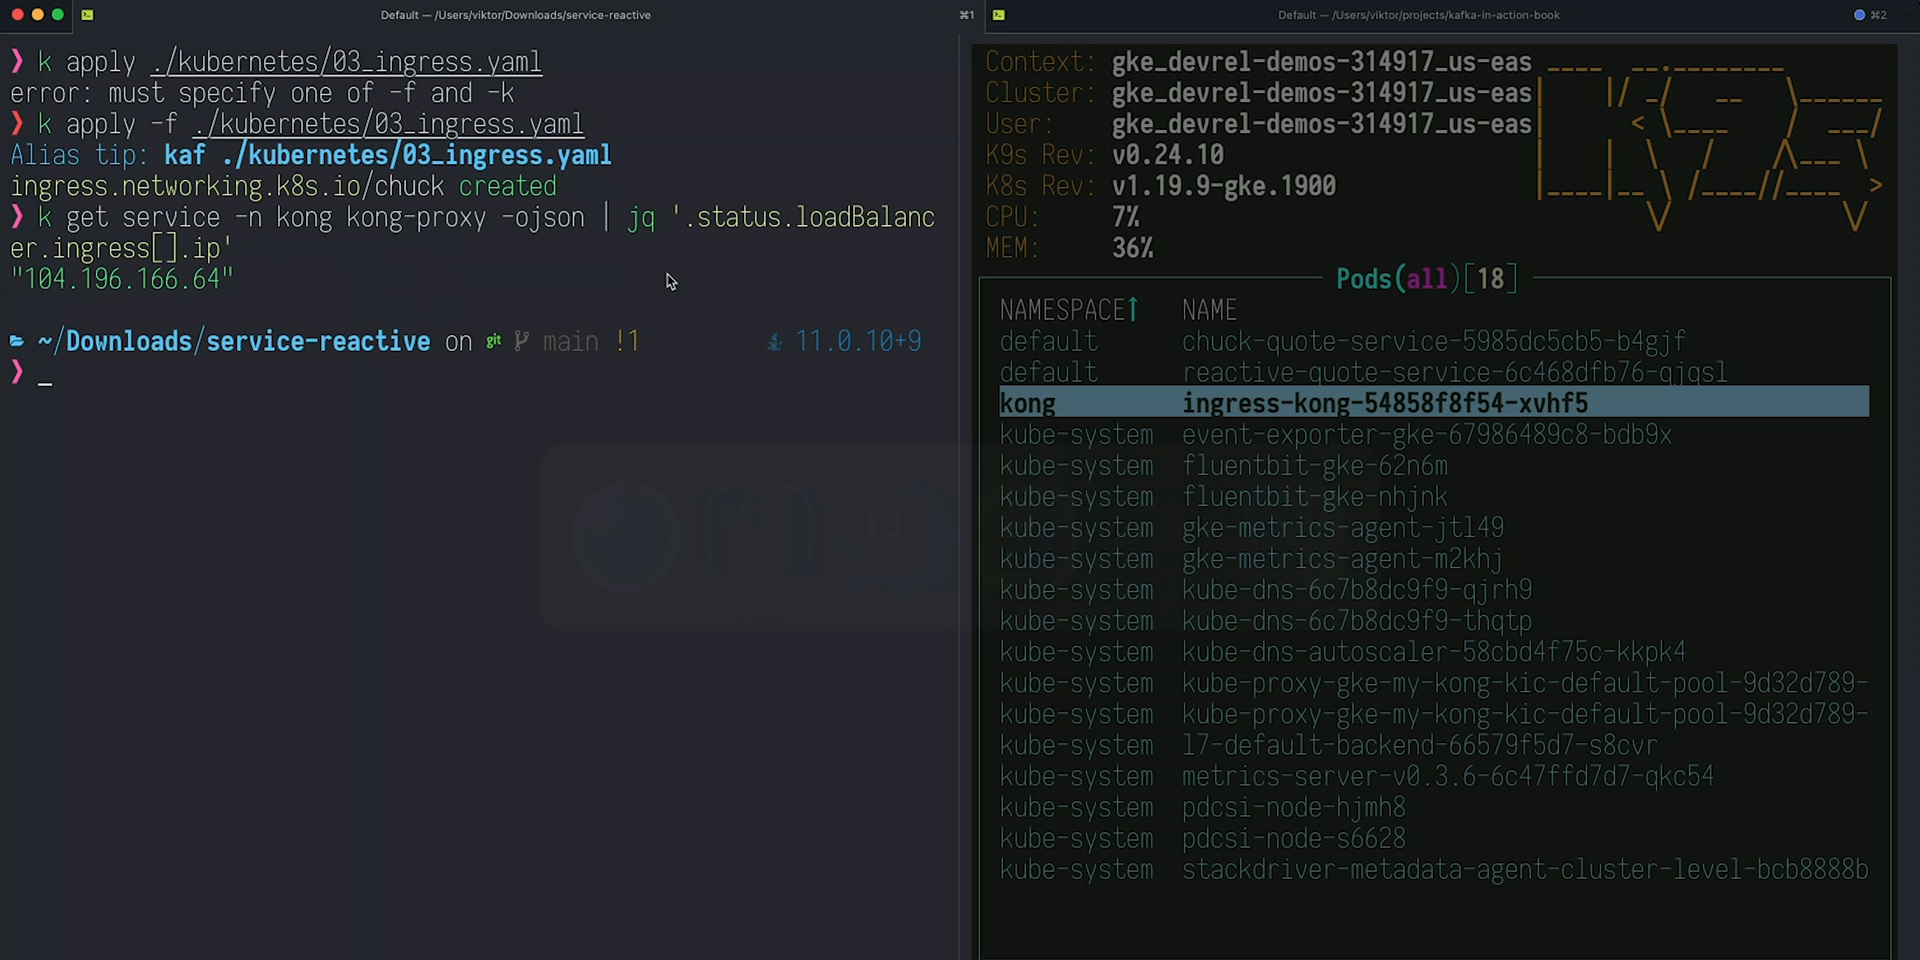 Default — /Users/viktor/Downloads/service-reactive
⌘1
Default — /Users/viktor/projects/kafka-in-action-book
⌘2
❯ k apply ./kubernetes/03_ingress.yaml
error: must specify one of -f and -k
❯ k apply -f ./kubernetes/03_ingress.yaml
Alias tip: kaf ./kubernetes/03_ingress.yaml
ingress.networking.k8s.io/chuck created
❯ k get service -n kong kong-proxy -ojson | jq '.status.loadBalanc
er.ingress[].ip'
"104.196.166.64"
~/Downloads/service-reactive on git main !1 11.0.10+9
❯ _
Context: gke_devrel-demos-314917_us-eas
Cluster: gke_devrel-demos-314917_us-eas
User: gke_devrel-demos-314917_us-eas
K9s Rev: v0.24.10
K8s Rev: v1.19.9-gke.1900
CPU: 7%
MEM: 36%
Pods(all)[18]
NAMESPACE↑ NAME
default chuck-quote-service-5985dc5cb5-b4gjf
default reactive-quote-service-6c468dfb76-qjqsl
kong ingress-kong-54858f8f54-xvhf5
kube-system event-exporter-gke-67986489c8-bdb9x
kube-system fluentbit-gke-62n6m
kube-system fluentbit-gke-nhjnk
kube-system gke-metrics-agent-jtl49
kube-system gke-metrics-agent-m2khj
kube-system kube-dns-6c7b8dc9f9-qjrh9
kube-system kube-dns-6c7b8dc9f9-thqtp
kube-system kube-dns-autoscaler-58cbd4f75c-kkpk4
kube-system kube-proxy-gke-my-kong-kic-default-pool-9d32d789-
kube-system kube-proxy-gke-my-kong-kic-default-pool-9d32d789-
kube-system l7-default-backend-66579f5d7-s8cvr
kube-system metrics-server-v0.3.6-6c47ffd7d7-qkc54
kube-system pdcsi-node-hjmh8
kube-system pdcsi-node-s6628
kube-system stackdriver-metadata-agent-cluster-level-bcb8888b